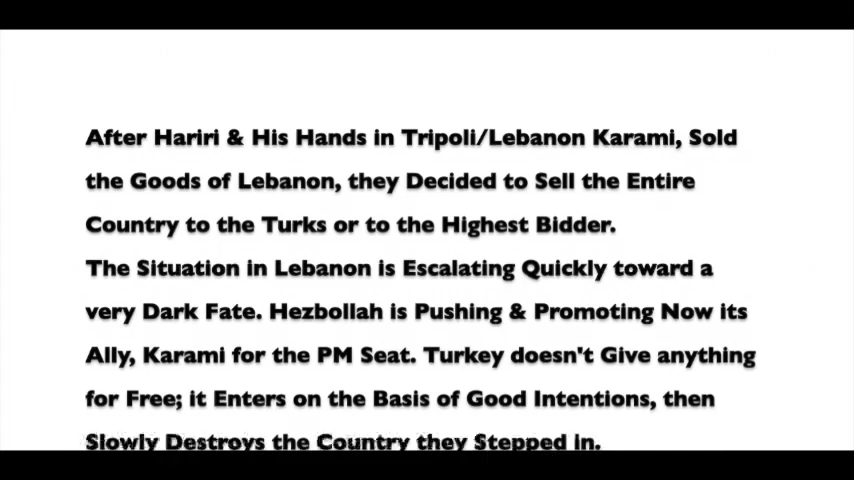 After Hariri & His Hands in Tripoli/Lebanon Karami, Sold
the Goods of Lebanon, they Decided to Sell the Entire
Country to the Turks or to the Highest Bidder.
The Situation in Lebanon is Escalating Quickly toward a
very Dark Fate. Hezbollah is Pushing & Promoting Now its
Ally, Karami for the PM Seat. Turkey doesn't Give anything
for Free; it Enters on the Basis of Good Intentions, then
Slowly Destroys the Country they Stepped in.